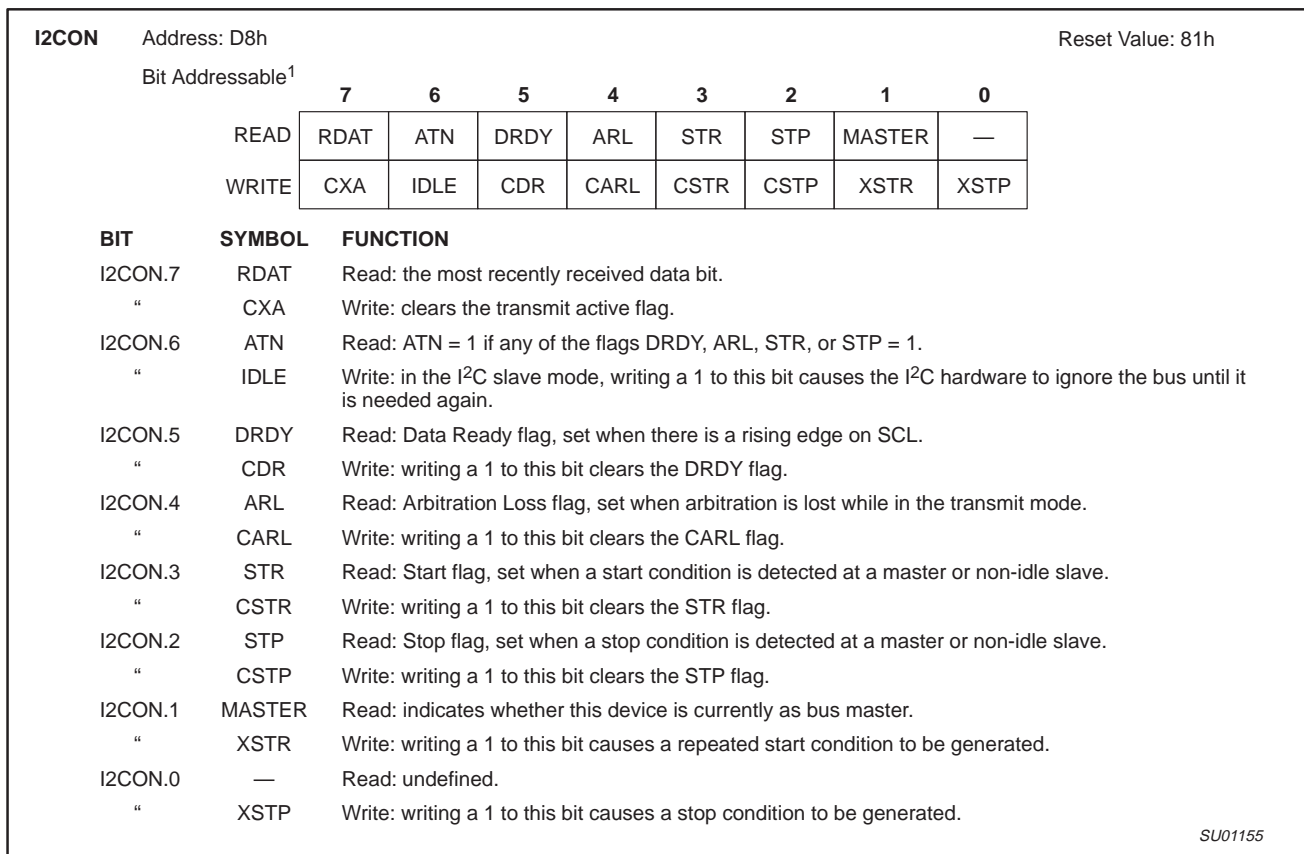 I2CON Address: D8h Reset Value: 81h
Bit Addressable1
7 6 5 4 3 2 1 0
READ RDAT ATN DRDY ARL STR STP MASTER —
WRITE CXA IDLE CDR CARL CSTR CSTP XSTR XSTP
BIT SYMBOL FUNCTION
I2CON.7 RDAT Read: the most recently received data bit.
“ CXA Write: clears the transmit active flag.
I2CON.6 ATN Read: ATN = 1 if any of the flags DRDY, ARL, STR, or STP = 1.
“ IDLE Write: in the I2C slave mode, writing a 1 to this bit causes the I2C hardware to ignore the bus until it
is needed again.
I2CON.5 DRDY Read: Data Ready flag, set when there is a rising edge on SCL.
“ CDR Write: writing a 1 to this bit clears the DRDY flag.
I2CON.4 ARL Read: Arbitration Loss flag, set when arbitration is lost while in the transmit mode.
“ CARL Write: writing a 1 to this bit clears the CARL flag.
I2CON.3 STR Read: Start flag, set when a start condition is detected at a master or non-idle slave.
“ CSTR Write: writing a 1 to this bit clears the STR flag.
I2CON.2 STP Read: Stop flag, set when a stop condition is detected at a master or non-idle slave.
“ CSTP Write: writing a 1 to this bit clears the STP flag.
I2CON.1 MASTER Read: indicates whether this device is currently as bus master.
“ XSTR Write: writing a 1 to this bit causes a repeated start condition to be generated.
I2CON.0 — Read: undefined.
“ XSTP Write: writing a 1 to this bit causes a stop condition to be generated.
SU01155